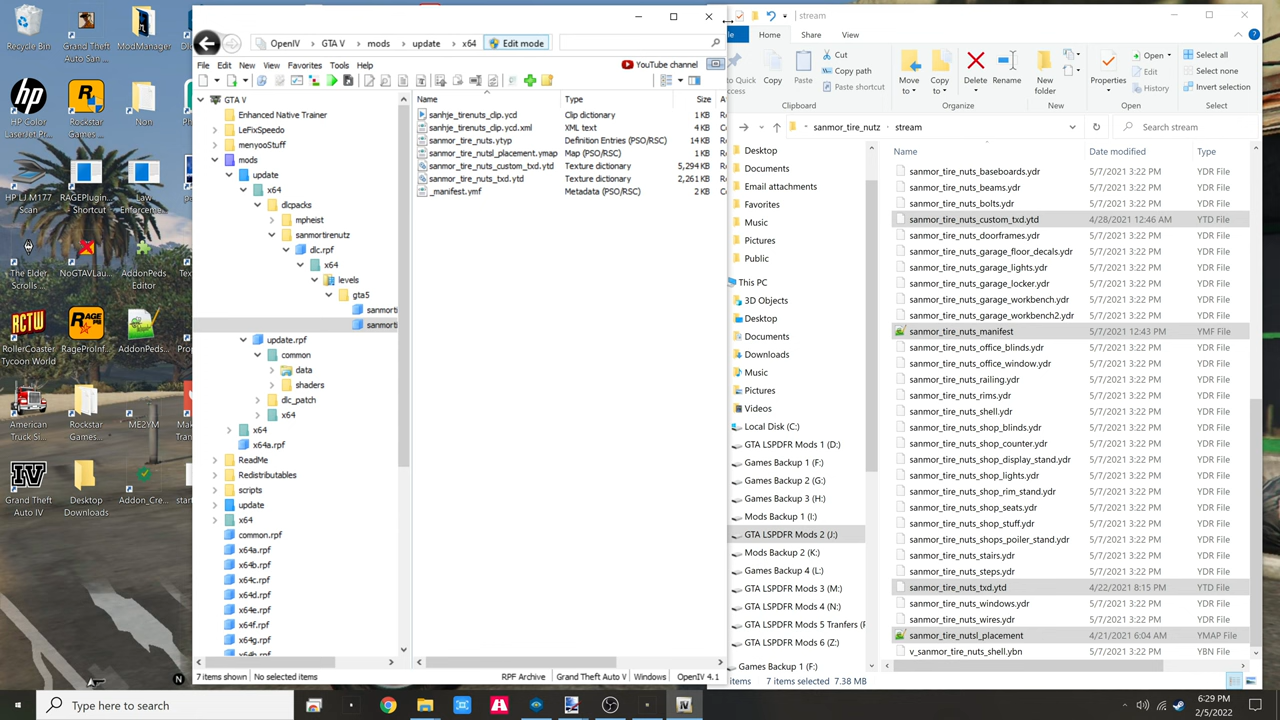 Recycle Bin
ModManager
HP Color LaserJet Pr...
Rockstar Games ...
HP M177 Scan
RAGEPlugin... Shortcut
Menyoo
The Elder Scrolls
NoGTAVLau...
Editor
RollerCoaster Tycoon
RagePropInfo...
AddonPeds...
American Truck Si...
ME2YM
Mak
Grand Theft Auto IV
Desktop Downloads
Addon_Cre...
start
OpenIV
GTA V
mods
update
x64
Edit mode
File
Edit
View
Favorites
Tools
Help
YouTube channel
GTA V
Enhanced Native Trainer
LeFixSpeedo
menyooStuff
mods
update
x64
dlcpacks
mpheist
sanmortirenutz
dlc.rpf
x64
levels
gta5
sanmorti
sanmorti
update.rpf
common
data
shaders
dlc_patch
x64
x64
x64a.rpf
ReadMe
Redistributables
scripts
update
x64
common.rpf
x64a.rpf
x64b.rpf
x64c.rpf
x64d.rpf
x64e.rpf
x64f.rpf
x64g.rpf
x64h.rpf
Name Type Size
sanhje_tirenuts_clip.ycd Clip dictionary 1 KB
sanhje_tirenuts_clip.ycd.xml XML text 4 KB
sanmor_tire_nuts.ytyp Definition Entries (PSO/RSC) 14 KB
sanmor_tire_nutsl_placement.ymap Map (PSO/RSC) 1 KB
sanmor_tire_nuts_custom_txd.ytd Texture dictionary 5,294 KB
sanmor_tire_nuts_txd.ytd Texture dictionary 2,261 KB
_manifest.ymf Metadata (PSO/RSC) 2 KB
7 items shown
No selected items
RPF Archive
Grand Theft Auto V
Windows
OpenIV 4.1
stream
ile
Home
Share
View
to Quick
ccess
Copy
Paste
Cut
Copy path
Paste shortcut
Clipboard
Move to
Copy to
Delete
Rename
Organize
New folder
New
Properties
Open
Edit
History
Open
Select all
Select none
Invert selection
Select
sanmor_tire_nutz
stream
Search stream
Desktop
Documents
Email attachments
Favorites
Music
Pictures
Public
This PC
3D Objects
Desktop
Documents
Downloads
Music
Pictures
Videos
Local Disk (C:)
GTA LSPDFR Mods 1 (D:)
Games Backup 1 (F:)
Games Backup 2 (G:)
Games Backup 3 (H:)
Mods Backup 1 (I:)
GTA LSPDFR Mods 2 (J:)
Mods Backup 2 (K:)
Games Backup 4 (L:)
GTA LSPDFR Mods 3 (M:)
GTA LSPDFR Mods 4 (N:)
GTA LSPDFR Mods 5 Tranfers (F
GTA LSPDFR Mods 6 (Z:)
Games Backup 1 (F:)
Name Date modified Type
sanmor_tire_nuts_baseboards.ydr 5/7/2021 3:22 PM YDR File
sanmor_tire_nuts_beams.ydr 5/7/2021 3:22 PM YDR File
sanmor_tire_nuts_bolts.ydr 5/7/2021 3:22 PM YDR File
sanmor_tire_nuts_custom_txd.ytd 4/28/2021 12:46 AM YTD File
sanmor_tire_nuts_doorframes.ydr 5/7/2021 3:22 PM YDR File
sanmor_tire_nuts_garage_floor_decals.ydr 5/7/2021 3:22 PM YDR File
sanmor_tire_nuts_garage_lights.ydr 5/7/2021 3:22 PM YDR File
sanmor_tire_nuts_garage_locker.ydr 5/7/2021 3:22 PM YDR File
sanmor_tire_nuts_garage_workbench.ydr 5/7/2021 3:22 PM YDR File
sanmor_tire_nuts_garage_workbench2.ydr 5/7/2021 3:22 PM YDR File
sanmor_tire_nuts_manifest 5/7/2021 12:43 PM YMF File
sanmor_tire_nuts_office_blinds.ydr 5/7/2021 3:22 PM YDR File
sanmor_tire_nuts_office_window.ydr 5/7/2021 3:22 PM YDR File
sanmor_tire_nuts_railing.ydr 5/7/2021 3:22 PM YDR File
sanmor_tire_nuts_rims.ydr 5/7/2021 3:22 PM YDR File
sanmor_tire_nuts_shell.ydr 5/7/2021 3:22 PM YDR File
sanmor_tire_nuts_shop_blinds.ydr 5/7/2021 3:22 PM YDR File
sanmor_tire_nuts_shop_counter.ydr 5/7/2021 3:22 PM YDR File
sanmor_tire_nuts_shop_display_stand.ydr 5/7/2021 3:22 PM YDR File
sanmor_tire_nuts_shop_lights.ydr 5/7/2021 3:22 PM YDR File
sanmor_tire_nuts_shop_rim_stand.ydr 5/7/2021 3:22 PM YDR File
sanmor_tire_nuts_shop_seats.ydr 5/7/2021 3:22 PM YDR File
sanmor_tire_nuts_shop_stuff.ydr 5/7/2021 3:22 PM YDR File
sanmor_tire_nuts_shops_poiler_stand.ydr 5/7/2021 3:22 PM YDR File
sanmor_tire_nuts_stairs.ydr 5/7/2021 3:22 PM YDR File
sanmor_tire_nuts_steps.ydr 5/7/2021 3:22 PM YDR File
sanmor_tire_nuts_txd.ytd 4/22/2021 8:15 PM YTD File
sanmor_tire_nuts_windows.ydr 5/7/2021 3:22 PM YDR File
sanmor_tire_nuts_wires.ydr 5/7/2021 3:22 PM YDR File
sanmor_tire_nutsl_placement 4/21/2021 6:04 AM YMAP File
v_sanmor_tire_nuts_shell.ybn 5/7/2021 3:22 PM YBN File
items
7 items selected 7.38 MB
Type here to search
6:29 PM
2/5/2022